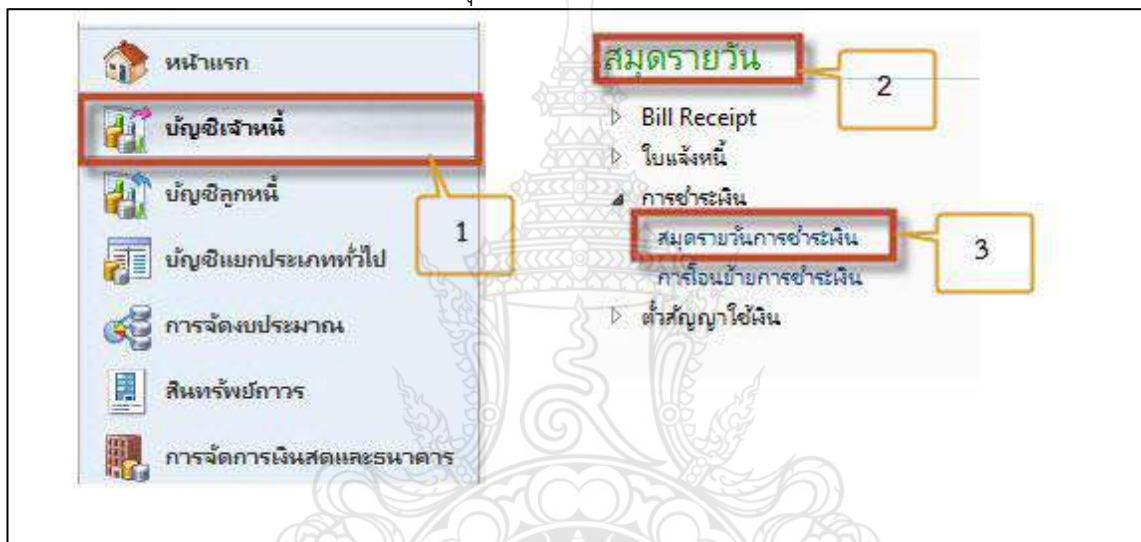 หน้าแรก
บัญชีเจ้าหนี้
บัญชีลูกหนี้
บัญชีแยกประเภททั่วไป
การจัดงบประมาณ
สินทรัพย์ถาวร
การจัดการเงินสดและธนาคาร
1
สมุดรายวัน
2
Bill Receipt
ใบแจ้งหนี้
การชำระเงิน
สมุดรายวันการชำระเงิน
3
การโอนย้ายการชำระเงิน
ตั๋วสัญญาใช้เงิน